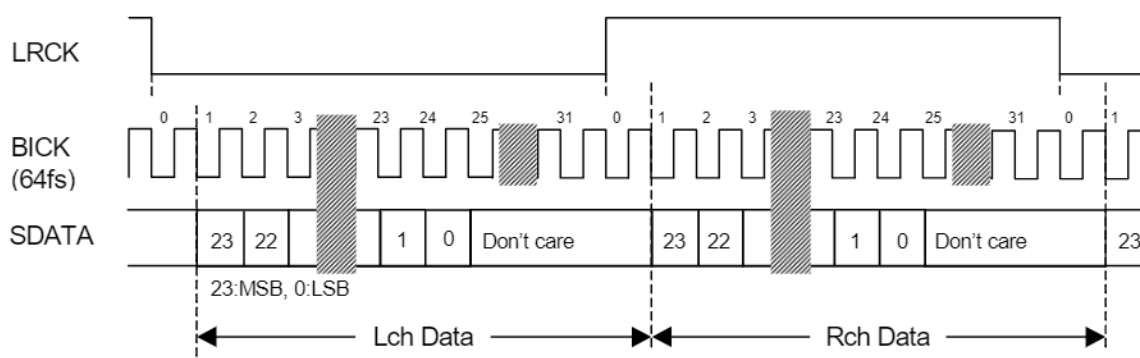 LRCK
0 1 2 3 23 24 25 31 0 1 2 3 23 24 25 31 0 1
BICK
(64fs)
SDATA
23 22 1 0 Don't care 23 22 1 0 Don't care 23
23:MSB, 0:LSB
Lch Data Rch Data